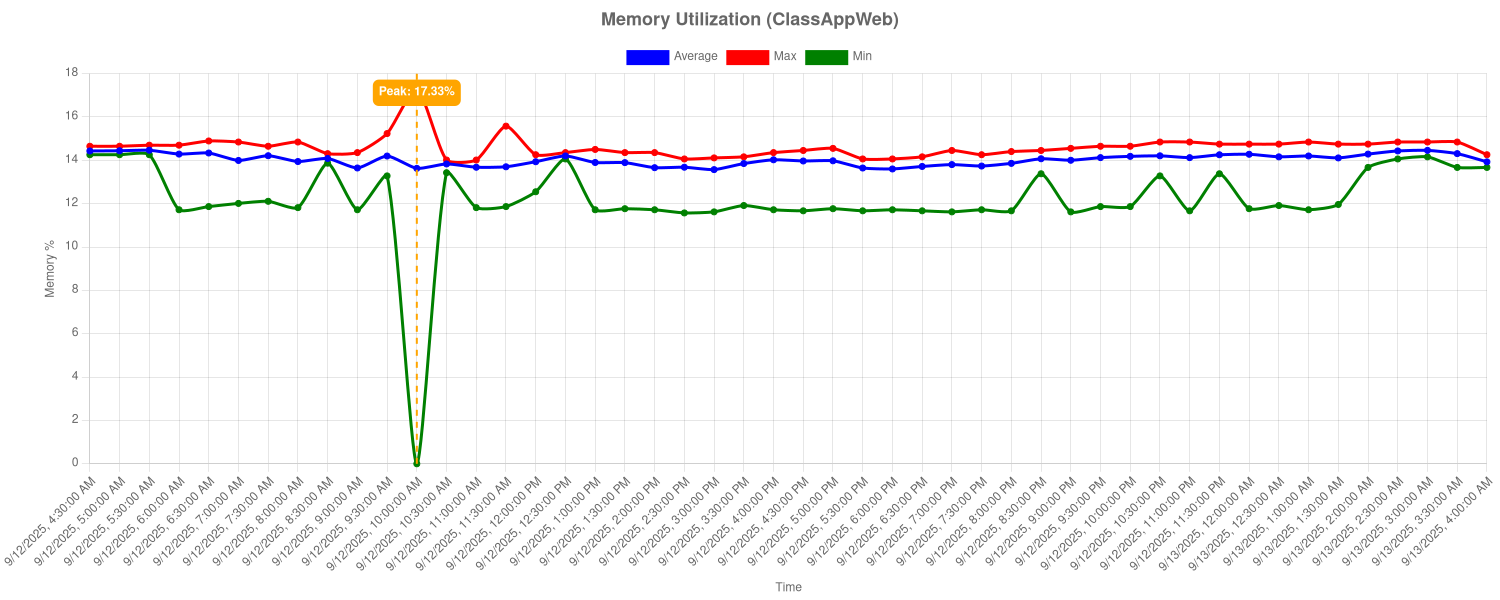 Memory Utilization (ClassAppWeb)
Average Max Min
Peak: 17.33%
18
16
14
12
10
8
6
4
2
0
Memory %
9/12/2025, 4:30:00 AM
9/12/2025, 5:00:00 AM
9/12/2025, 5:30:00 AM
9/12/2025, 6:00:00 AM
9/12/2025, 6:30:00 AM
9/12/2025, 7:00:00 AM
9/12/2025, 7:30:00 AM
9/12/2025, 8:00:00 AM
9/12/2025, 8:30:00 AM
9/12/2025, 9:00:00 AM
9/12/2025, 9:30:00 AM
9/12/2025, 10:00:00 AM
9/12/2025, 10:30:00 AM
9/12/2025, 11:00:00 AM
9/12/2025, 11:30:00 AM
9/12/2025, 12:00:00 PM
9/12/2025, 12:30:00 PM
9/12/2025, 1:00:00 PM
9/12/2025, 1:30:00 PM
9/12/2025, 2:00:00 PM
9/12/2025, 2:30:00 PM
9/12/2025, 3:00:00 PM
9/12/2025, 3:30:00 PM
9/12/2025, 4:00:00 PM
9/12/2025, 4:30:00 PM
9/12/2025, 5:00:00 PM
9/12/2025, 5:30:00 PM
9/12/2025, 6:00:00 PM
9/12/2025, 6:30:00 PM
9/12/2025, 7:00:00 PM
9/12/2025, 7:30:00 PM
9/12/2025, 8:00:00 PM
9/12/2025, 8:30:00 PM
9/12/2025, 9:00:00 PM
9/12/2025, 9:30:00 PM
9/12/2025, 10:00:00 PM
9/12/2025, 10:30:00 PM
9/12/2025, 11:00:00 PM
9/12/2025, 11:30:00 PM
9/13/2025, 12:00:00 AM
9/13/2025, 12:30:00 AM
9/13/2025, 1:00:00 AM
9/13/2025, 1:30:00 AM
9/13/2025, 2:00:00 AM
9/13/2025, 2:30:00 AM
9/13/2025, 3:00:00 AM
9/13/2025, 3:30:00 AM
9/13/2025, 4:00:00 AM
Time